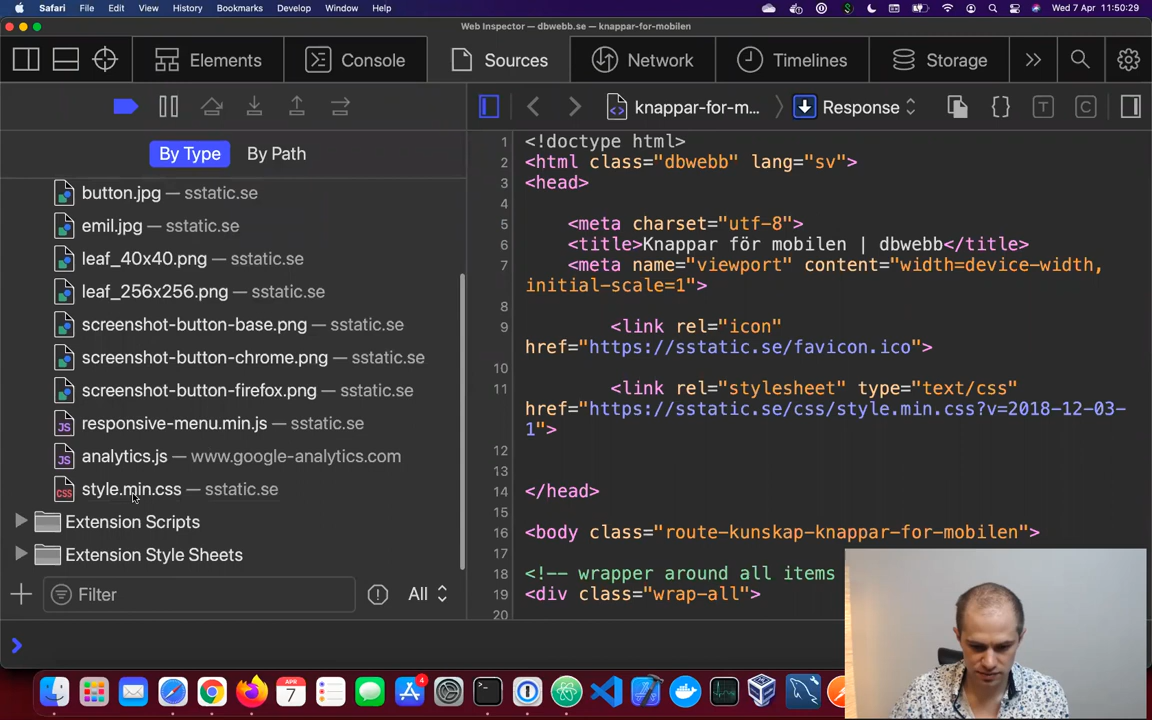 Safari File Edit View History Bookmarks Develop Window Help Wed 7 Apr 11:50:29
Web Inspector — dbwebb.se — knappar-for-mobilen
Elements Console Sources Network Timelines Storage
knappar-for-m... Response
By Type By Path
button.jpg — sstatic.se
emil.jpg — sstatic.se
leaf_40x40.png — sstatic.se
leaf_256x256.png — sstatic.se
screenshot-button-base.png — sstatic.se
screenshot-button-chrome.png — sstatic.se
screenshot-button-firefox.png — sstatic.se
JS responsive-menu.min.js — sstatic.se
JS analytics.js — www.google-analytics.com
CSS style.min.css — sstatic.se
Extension Scripts
Extension Style Sheets
Filter All
1 <!doctype html>
2 <html class="dbwebb" lang="sv">
3 <head>
4
5 <meta charset="utf-8">
6 <title>Knappar för mobilen | dbwebb</title>
7 <meta name="viewport" content="width=device-width,
initial-scale=1">
8
9 <link rel="icon"
href="https://sstatic.se/favicon.ico">
10
11 <link rel="stylesheet" type="text/css"
href="https://sstatic.se/css/style.min.css?v=2018-12-03-
1">
12
13
14 </head>
15
16 <body class="route-kunskap-knappar-for-mobilen">
17
18 <!-- wrapper around all items
19 <div class="wrap-all">
20
APR
7
4